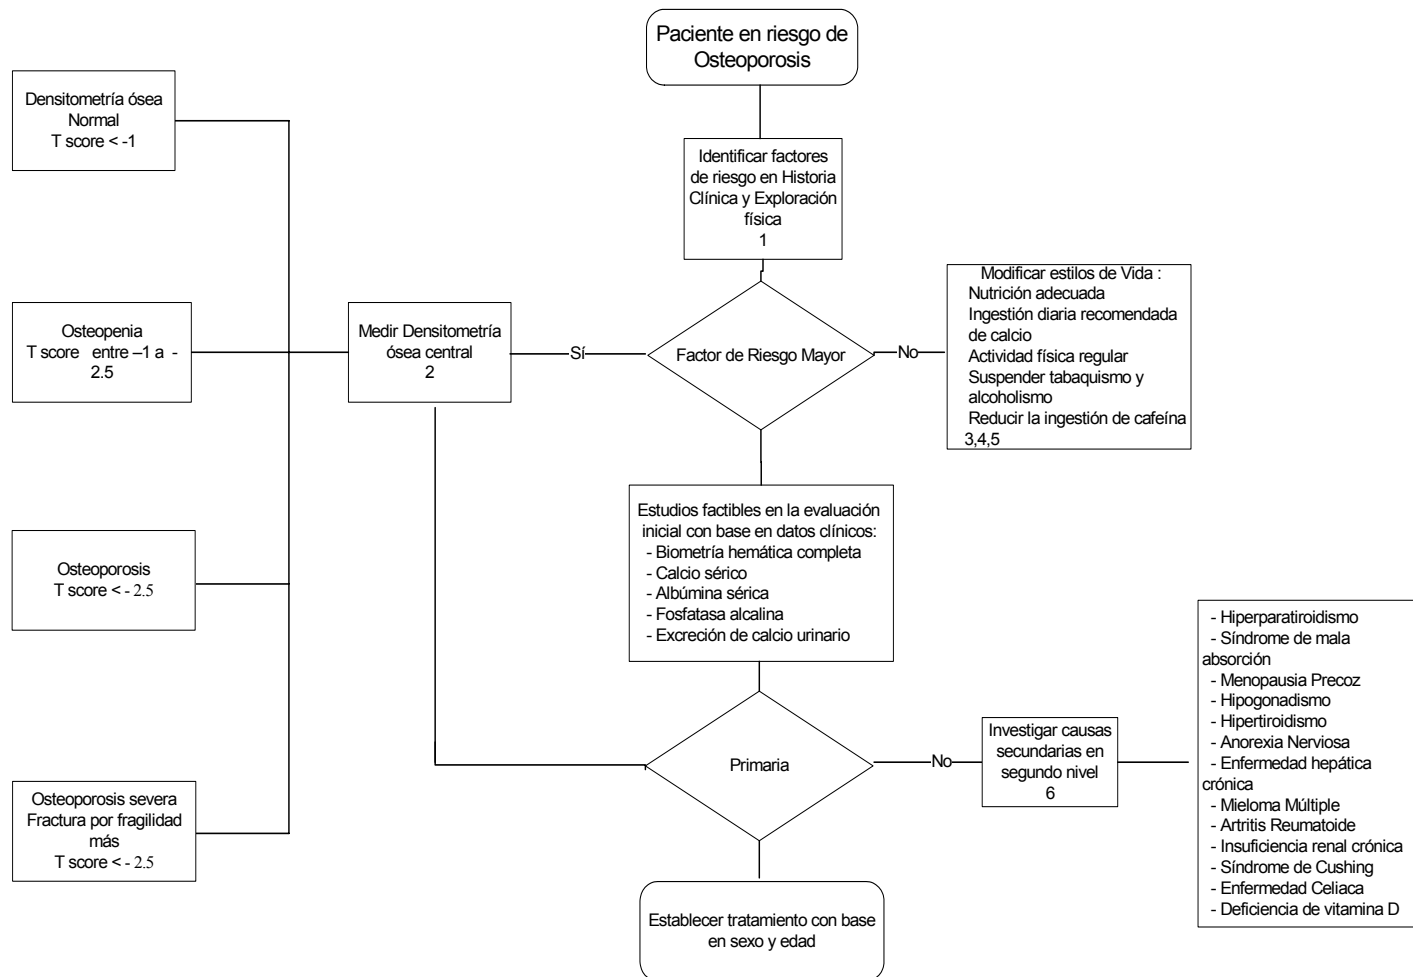 Paciente en riesgo de
Osteoporosis
Densitometría ósea
Normal
T score < -1
Identificar factores
de riesgo en Historia
Clínica y Exploración
física
1
Modificar estilos de Vida :
Nutrición adecuada
Ingestión diaria recomendada
de calcio
Actividad física regular
Suspender tabaquismo y
alcoholismo
Reducir la ingestión de cafeína
3,4,5
Osteopenia
T score entre –1 a -
2.5
Medir Densitometría
ósea central
2
Sí
Factor de Riesgo Mayor
No
Estudios factibles en la evaluación
inicial con base en datos clínicos:
- Biometría hemática completa
- Calcio sérico
- Albúmina sérica
- Fosfatasa alcalina
- Excreción de calcio urinario
Osteoporosis
T score < - 2.5
- Hiperparatiroidismo
- Síndrome de mala
absorción
- Menopausia Precoz
- Hipogonadismo
- Hipertiroidismo
- Anorexia Nerviosa
- Enfermedad hepática
crónica
- Mieloma Múltiple
- Artritis Reumatoide
- Insuficiencia renal crónica
- Síndrome de Cushing
- Enfermedad Celiaca
- Deficiencia de vitamina D
Primaria
No
Investigar causas
secundarias en
segundo nivel
6
Osteoporosis severa
Fractura por fragilidad
más
T score < - 2.5
Establecer tratamiento con base
en sexo y edad